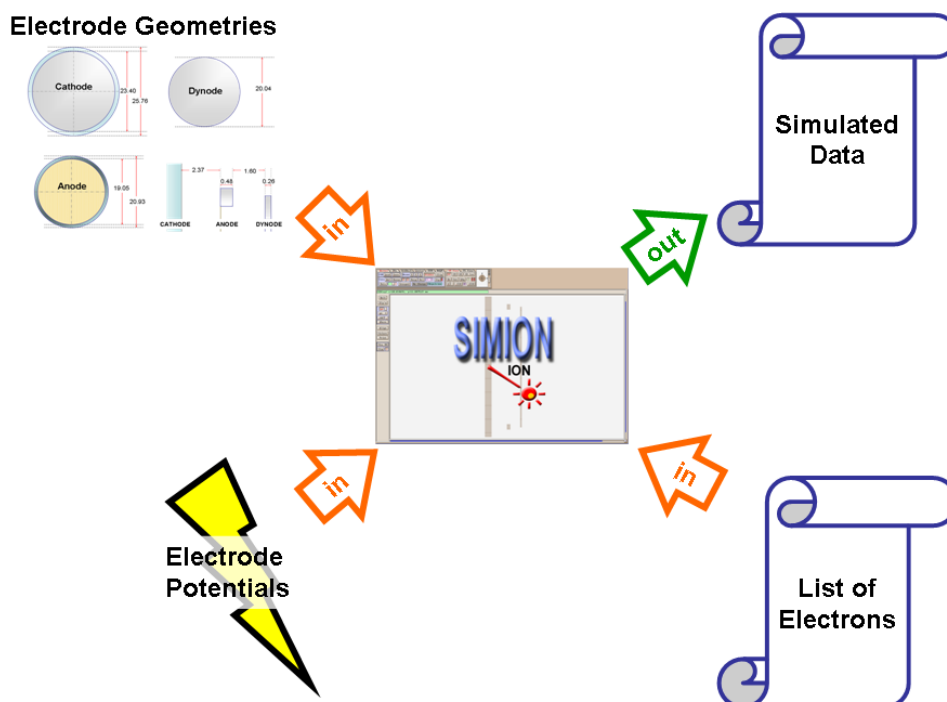 Electrode Geometries
Cathode
23.40
25.76
Dynode
20.04
Anode
19.05
20.93
2.37
1.60
0.48
0.26
CATHODE
ANODE
DYNODE
in
out
Simulated
Data
SIMION
ION
in
in
Electrode
Potentials
List of
Electrons